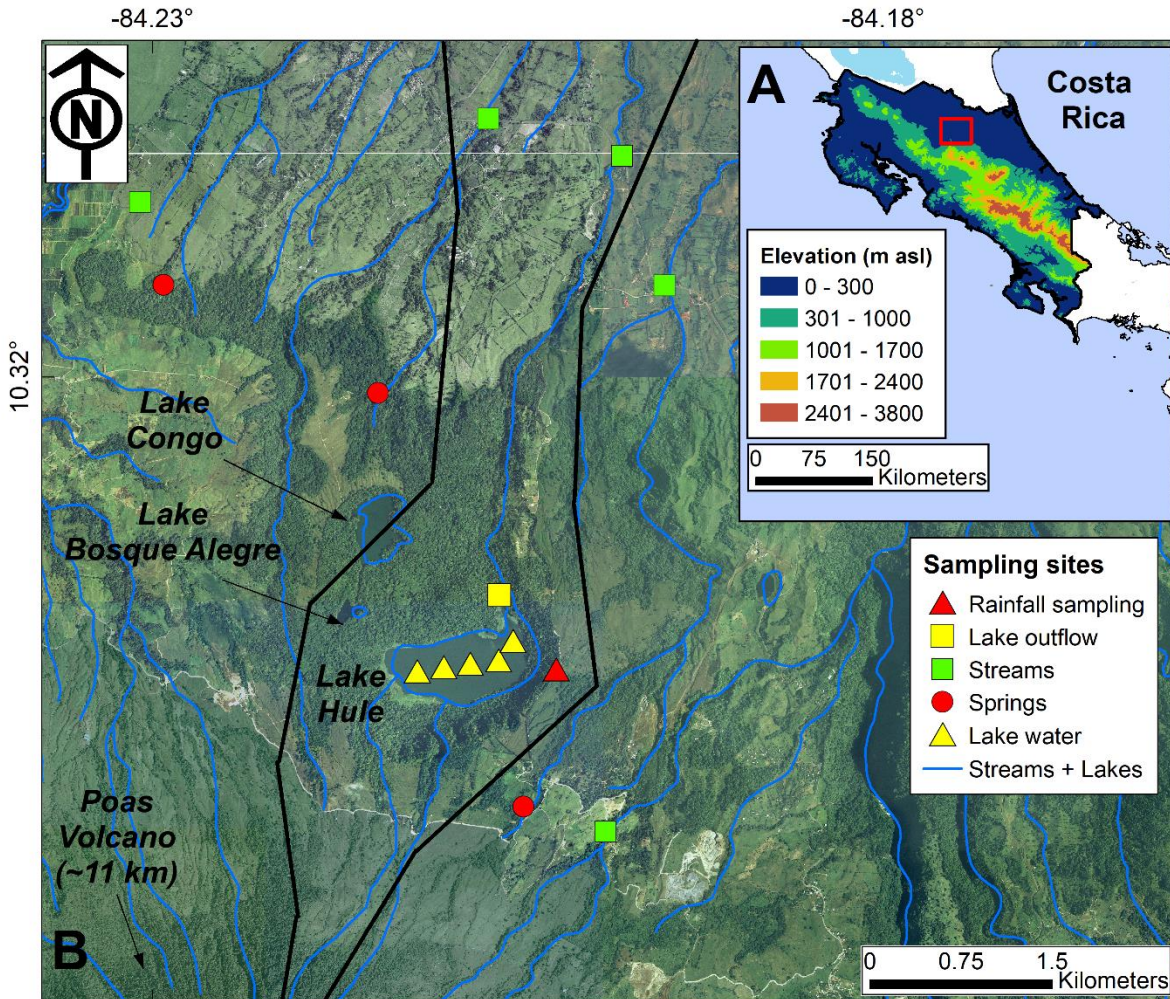 -84.23°
-84.18°
N
A
Costa
Rica
Elevation (m asl)
0 - 300
301 - 1000
1001 - 1700
1701 - 2400
2401 - 3800
0 75 150
Kilometers
10.32°
Lake
Congo
Lake
Bosque Alegre
Lake
Hule
Poas
Volcano
(~11 km)
B
Sampling sites
Rainfall sampling
Lake outflow
Streams
Springs
Lake water
Streams + Lakes
0 0.75 1.5
Kilometers